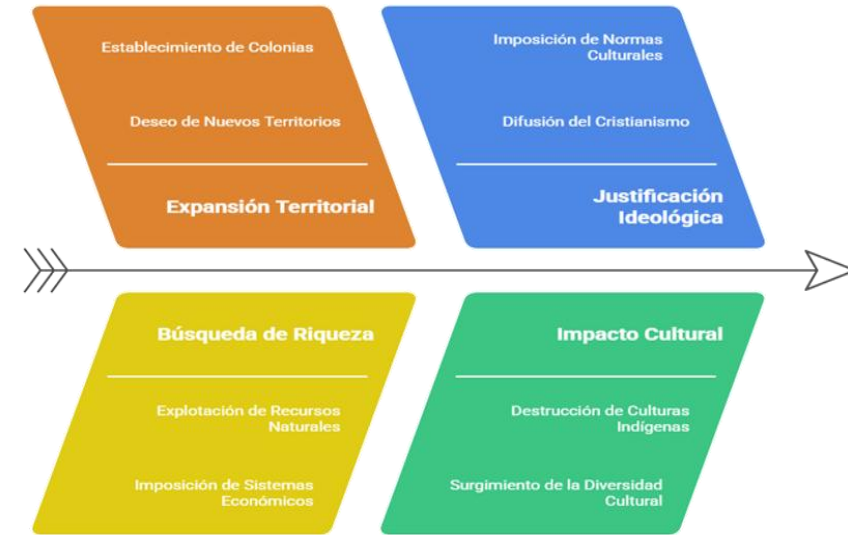 Establecimiento de Colonias
Deseo de Nuevos Territorios
Expansión Territorial
Imposición de Normas
Culturales
Difusión del Cristianismo
Justificación
Ideológica
Búsqueda de Riqueza
Explotación de Recursos
Naturales
Imposición de Sistemas
Económicos
Impacto Cultural
Destrucción de Culturas
Indígenas
Surgimiento de la Diversidad
Cultural